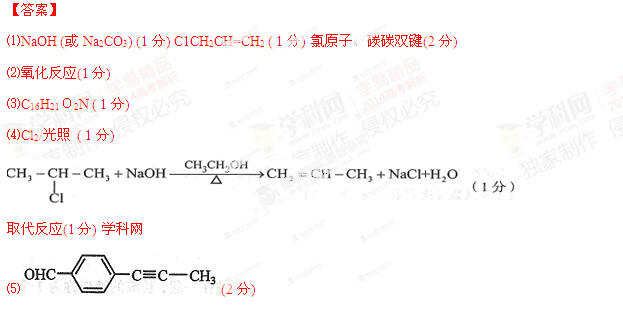 【答案】
⑴NaOH (或 Na2CO3) (1分) C1CH2CH=CH2 ( 1分) 氯原子、碳碳双键(2分)
⑵氧化反应(1分)
⑶C16H21O2N ( 1分)
⑷Cl2/光照 ( 1分)
CH3－CH－CH3 + NaOH CH3CH2OH △ → CH2＝CH－CH3 + NaCl+H2O （1分）
Cl
取代反应(1分) 学科网
⑸ OHC C≡C－CH3 (2分)